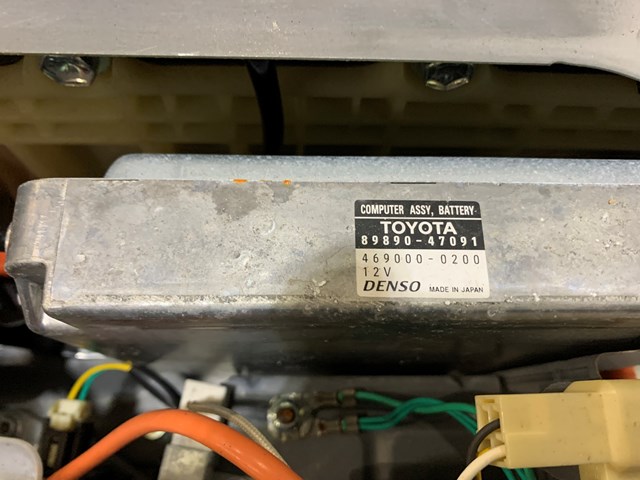 COMPUTER ASSY, BATTERY
TOYOTA
89890-47091
469000-0200
12V
DENSO MADE IN JAPAN